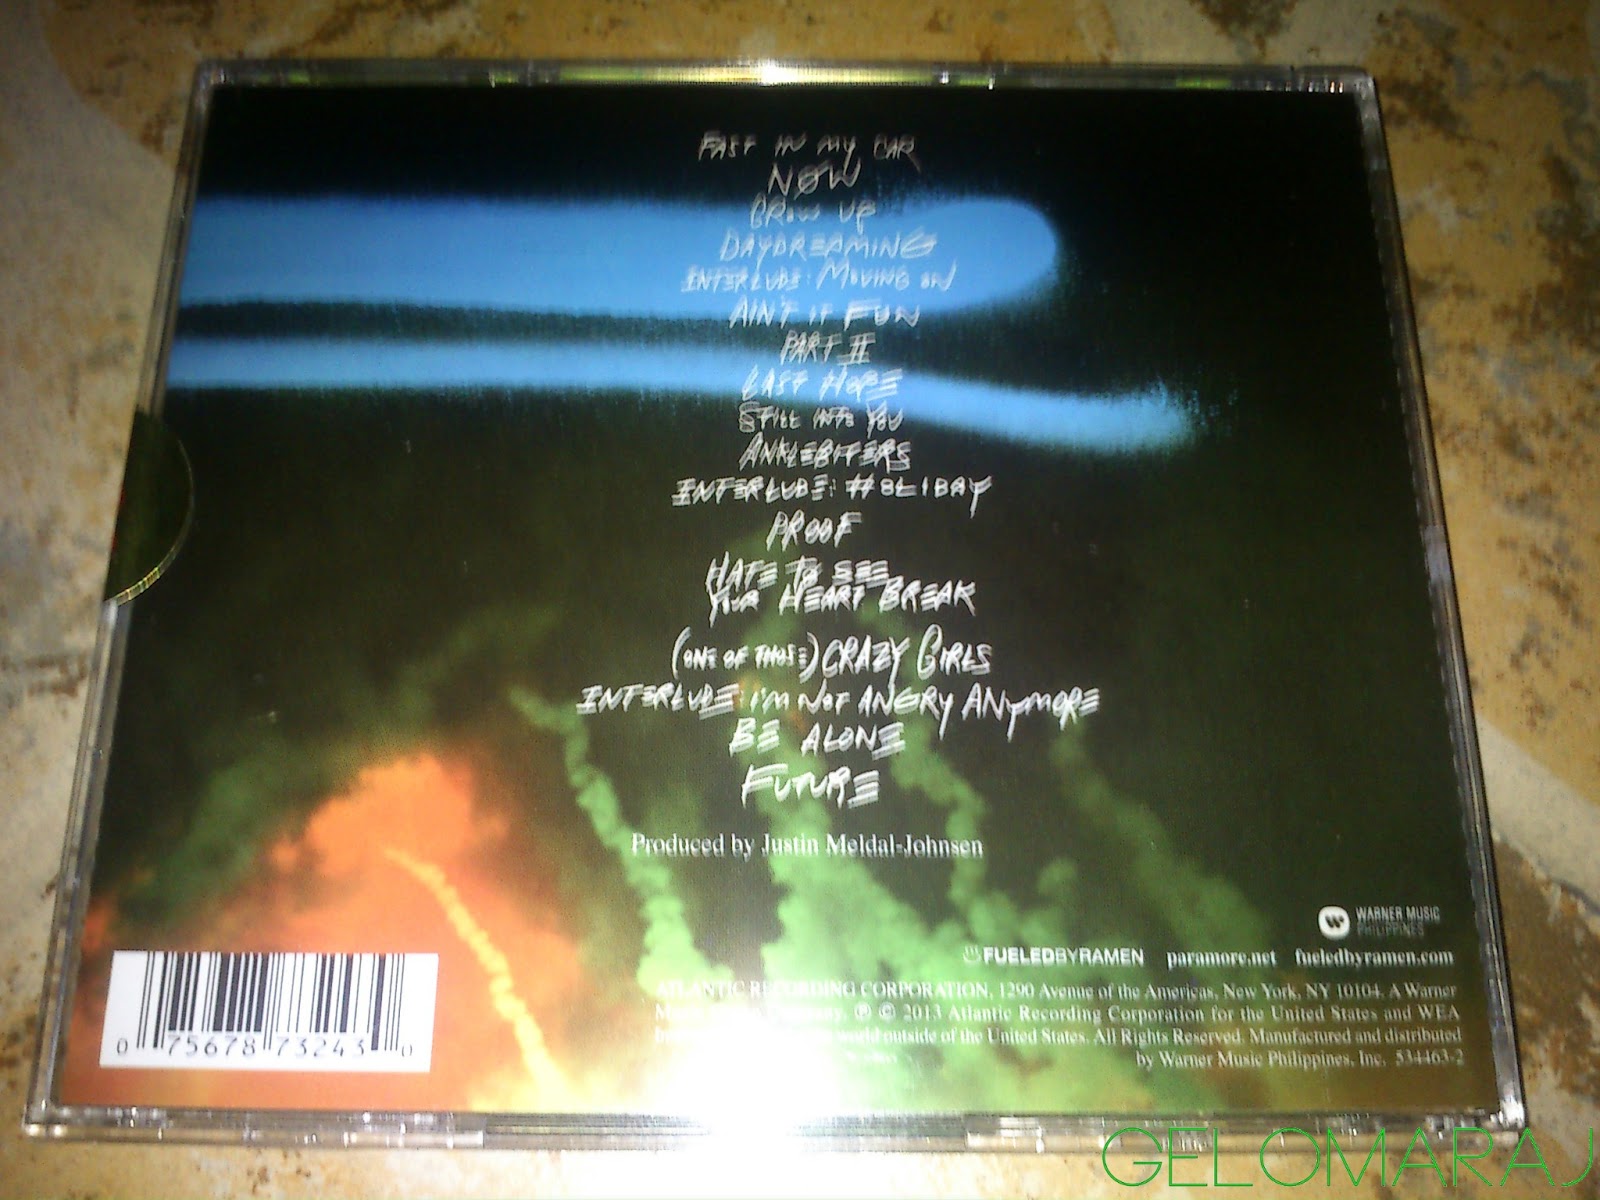 FAST IN MY CAR
NOW
GROW UP
DAYDREAMING
INTERLUDE: MOVING ON
AIN'T IT FUN
PART II
LAST HOPE
STILL INTO YOU
ANKLEBITERS
INTERLUDE: HOLIDAY
PROOF
HATE TO SEE
YOUR HEART BREAK
(ONE OF THOSE) CRAZY GIRLS
INTERLUDE: I'M NOT ANGRY ANYMORE
BE ALONE
FUTURE
Produced by Justin Meldal-Johnsen
WARNER MUSIC
PHILIPPINES
FUELEDBYRAMEN paramore.net fueledbyramen.com
ATLANTIC RECORDING CORPORATION, 1290 Avenue of the Americas, New York, NY 10104. A Warner
Company. ℗ © 2013 Atlantic Recording Corporation for the United States and WEA
world outside of the United States. All Rights Reserved. Manufactured and distributed
by Warner Music Philippines, Inc. 534463-2
0 75678 73243 0
GELOMARAJ